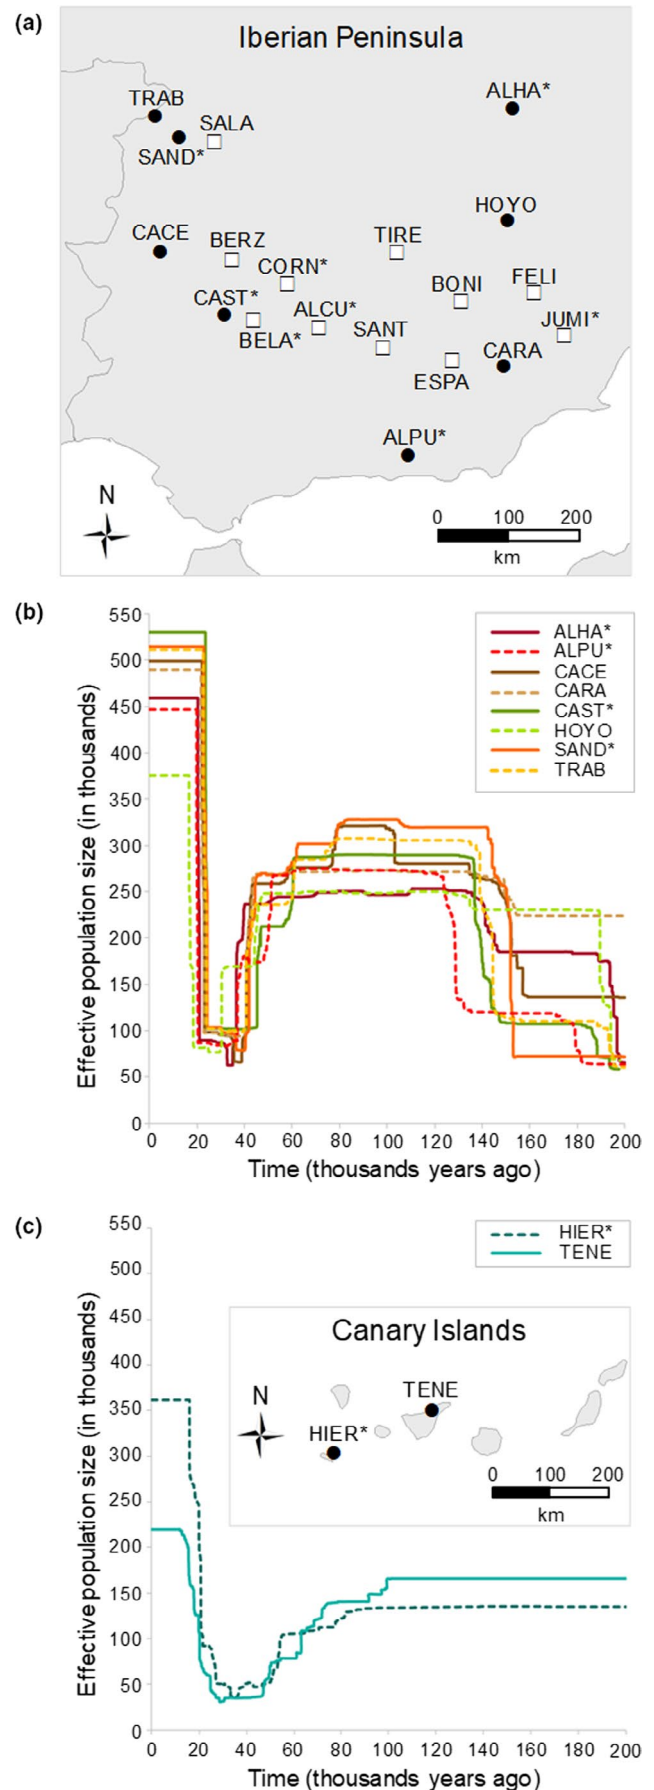 (a)
Iberian Peninsula
TRAB
ALHA*
SALA
SAND*
HOYO
CACE
BERZ
TIRE
CORN*
FELI
BONI
CAST*
ALCU*
JUMI*
BELA*
SANT
CARA
ESPA
ALPU*
N
0 100 200
km
(b)
550
500
450
400
350
300
250
200
150
100
50
0
Effective population size (in thousands)
ALHA*
ALPU*
CACE
CARA
CAST*
HOYO
SAND*
TRAB
0 20 40 60 80 100 120 140 160 180 200
Time (thousands years ago)
(c)
550
500
450
400
350
300
250
200
150
100
50
0
Effective population size (in thousands)
HIER*
TENE
Canary Islands
N
TENE
HIER*
0 100 200
km
0 20 40 60 80 100 120 140 160 180 200
Time (thousands years ago)